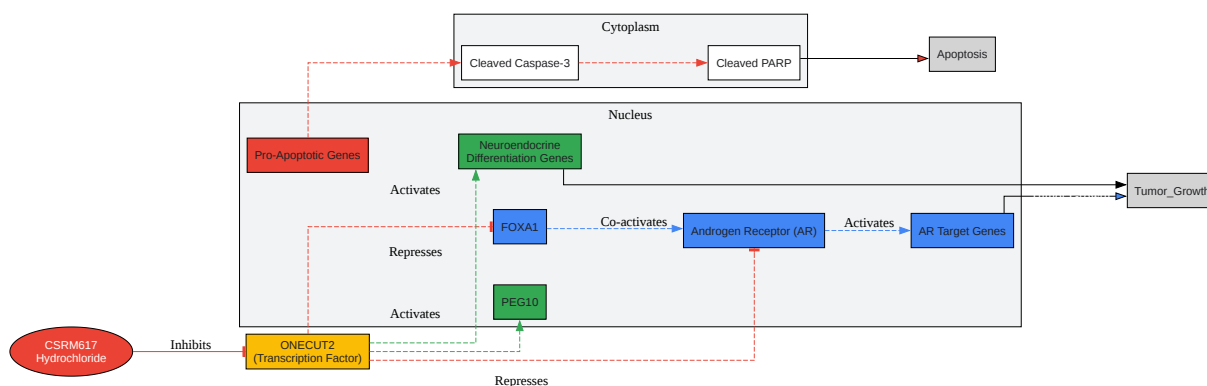 Cytoplasm
Cleaved Caspase-3
Cleaved PARP
Apoptosis
Nucleus
Pro-Apoptotic Genes
Neuroendocrine
Differentiation Genes
Activates
Tumor_Growth
FOXA1
Co-activates
Androgen Receptor (AR)
Activates
AR Target Genes
Represses
PEG10
Activates
CSRM617
Hydrochloride
Inhibits
ONECUT2
(Transcription Factor)
Represses